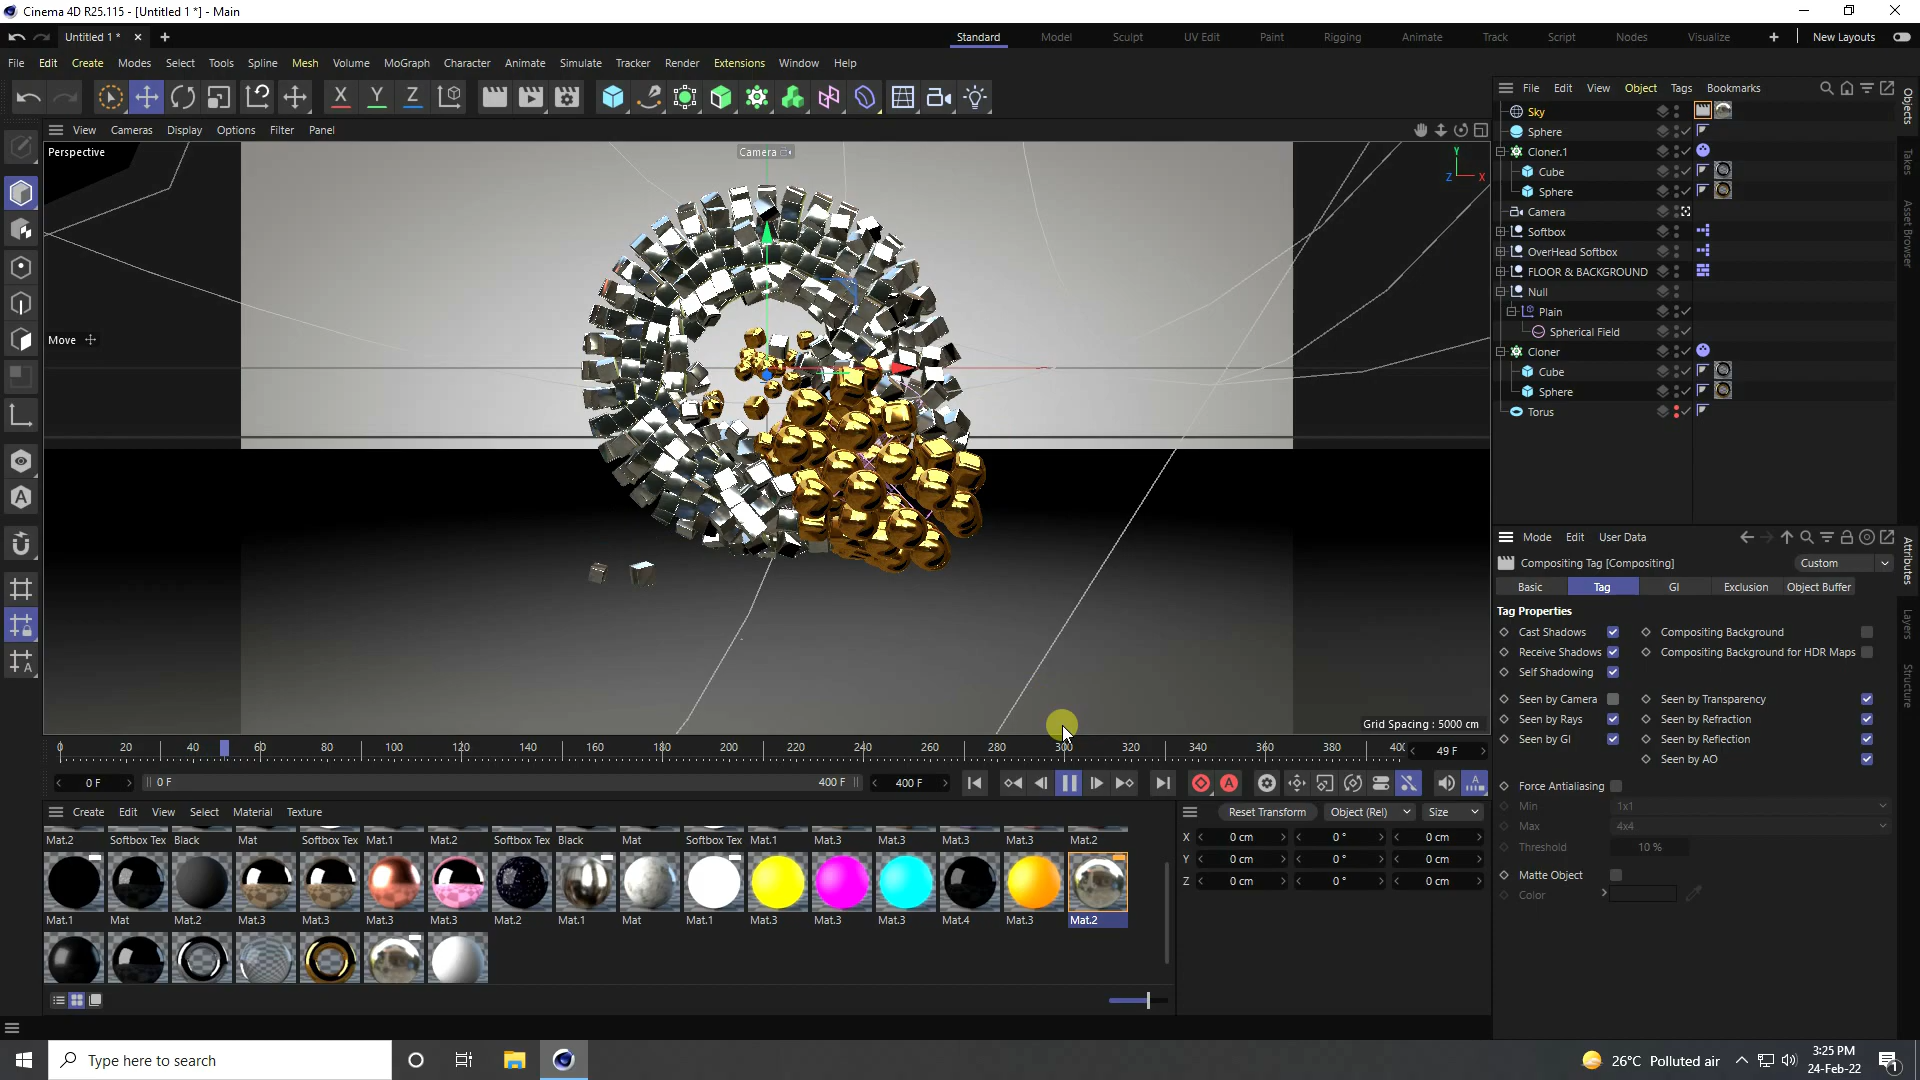 Cinema 4D R25.115 - [Untitled 1 *] - Main
Untitled 1 *
Standard Model Sculpt UV Edit Paint Rigging Animate Track Script Nodes Visualize New Layouts
File Edit Create Modes Select Tools Spline Mesh Volume MoGraph Character Animate Simulate Tracker Render Extensions Window Help
X Y Z
File Edit View Object Tags Bookmarks
View Cameras Display Options Filter Panel
Perspective
Camera
Y
Z X
Move
Grid Spacing : 5000 cm
Sky
Sphere
Cloner.1
Cube
Sphere
Camera
Softbox
OverHead Softbox
FLOOR & BACKGROUND
Null
Plain
Spherical Field
Cloner
Cube
Sphere
Torus
Objects
Takes
Asset Browser
Mode Edit User Data
Compositing Tag [Compositing]
Custom
Basic Tag GI Exclusion Object Buffer
Tag Properties
Cast Shadows Compositing Background
Receive Shadows Compositing Background for HDR Maps
Self Shadowing
Seen by Camera Seen by Transparency
Seen by Rays Seen by Refraction
Seen by GI Seen by Reflection
Seen by AO
Force Antialiasing
Min 1x1
Max 4x4
Threshold 10 %
Matte Object
Color
Attributes
Layers
Structure
0 20 40 60 80 100 120 140 160 180 200 220 240 260 280 300 320 340 360 380 400
49 F
0 F 0 F 400 F 400 F
Create Edit View Select Material Texture
Mat.2 Softbox Tex Black Mat Softbox Tex Mat.1 Mat.2 Softbox Tex Black Mat Softbox Tex Mat.1 Mat.3 Mat.3 Mat.3 Mat.3 Mat.2
Mat.1 Mat Mat.2 Mat.3 Mat.3 Mat.3 Mat.3 Mat.2 Mat.1 Mat Mat.1 Mat.3 Mat.3 Mat.3 Mat.4 Mat.3 Mat.2
Reset Transform Object (Rel) Size
X 0 cm 0 ° 0 cm
Y 0 cm 0 ° 0 cm
Z 0 cm 0 ° 0 cm
Type here to search
26°C Polluted air
3:25 PM
24-Feb-22
1